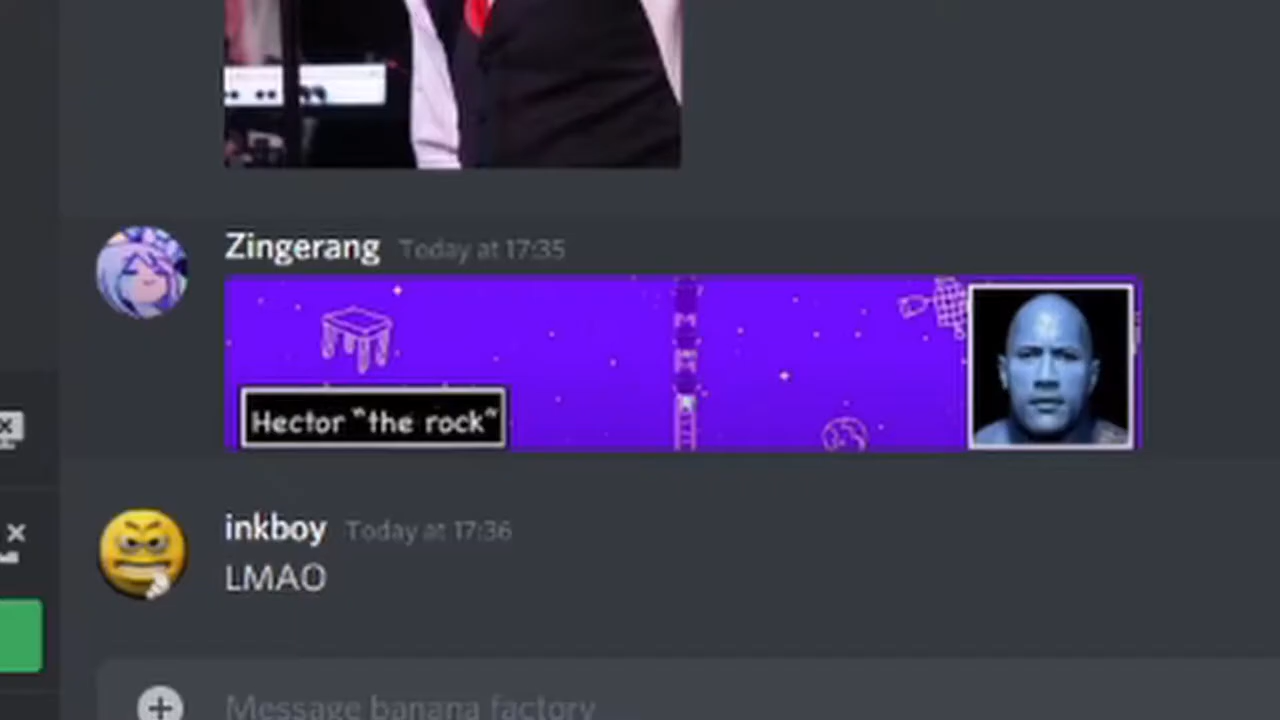 Zingerang Today at 17:35
Hector "the rock"
inkboy Today at 17:36
LMAO
Message banana factory